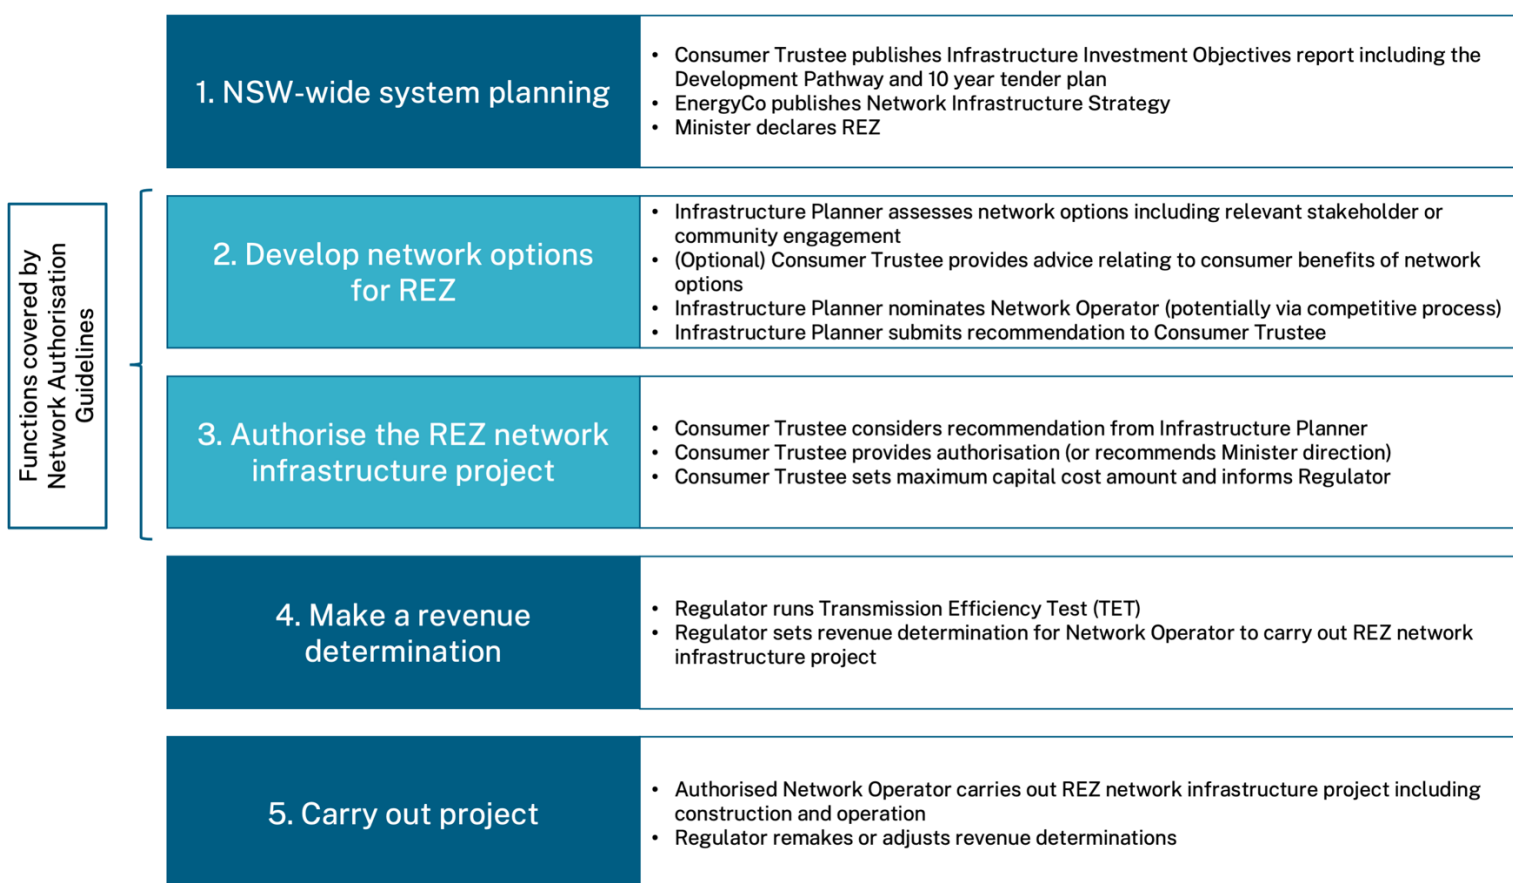 1. NSW-wide system planning
• Consumer Trustee publishes Infrastructure Investment Objectives report including the
Development Pathway and 10 year tender plan
• EnergyCo publishes Network Infrastructure Strategy
• Minister declares REZ
Functions covered by
Network Authorisation
Guidelines
2. Develop network options
for REZ
• Infrastructure Planner assesses network options including relevant stakeholder or
community engagement
• (Optional) Consumer Trustee provides advice relating to consumer benefits of network
options
• Infrastructure Planner nominates Network Operator (potentially via competitive process)
• Infrastructure Planner submits recommendation to Consumer Trustee
3. Authorise the REZ network
infrastructure project
• Consumer Trustee considers recommendation from Infrastructure Planner
• Consumer Trustee provides authorisation (or recommends Minister direction)
• Consumer Trustee sets maximum capital cost amount and informs Regulator
4. Make a revenue
determination
• Regulator runs Transmission Efficiency Test (TET)
• Regulator sets revenue determination for Network Operator to carry out REZ network
infrastructure project
5. Carry out project
• Authorised Network Operator carries out REZ network infrastructure project including
construction and operation
• Regulator remakes or adjusts revenue determinations